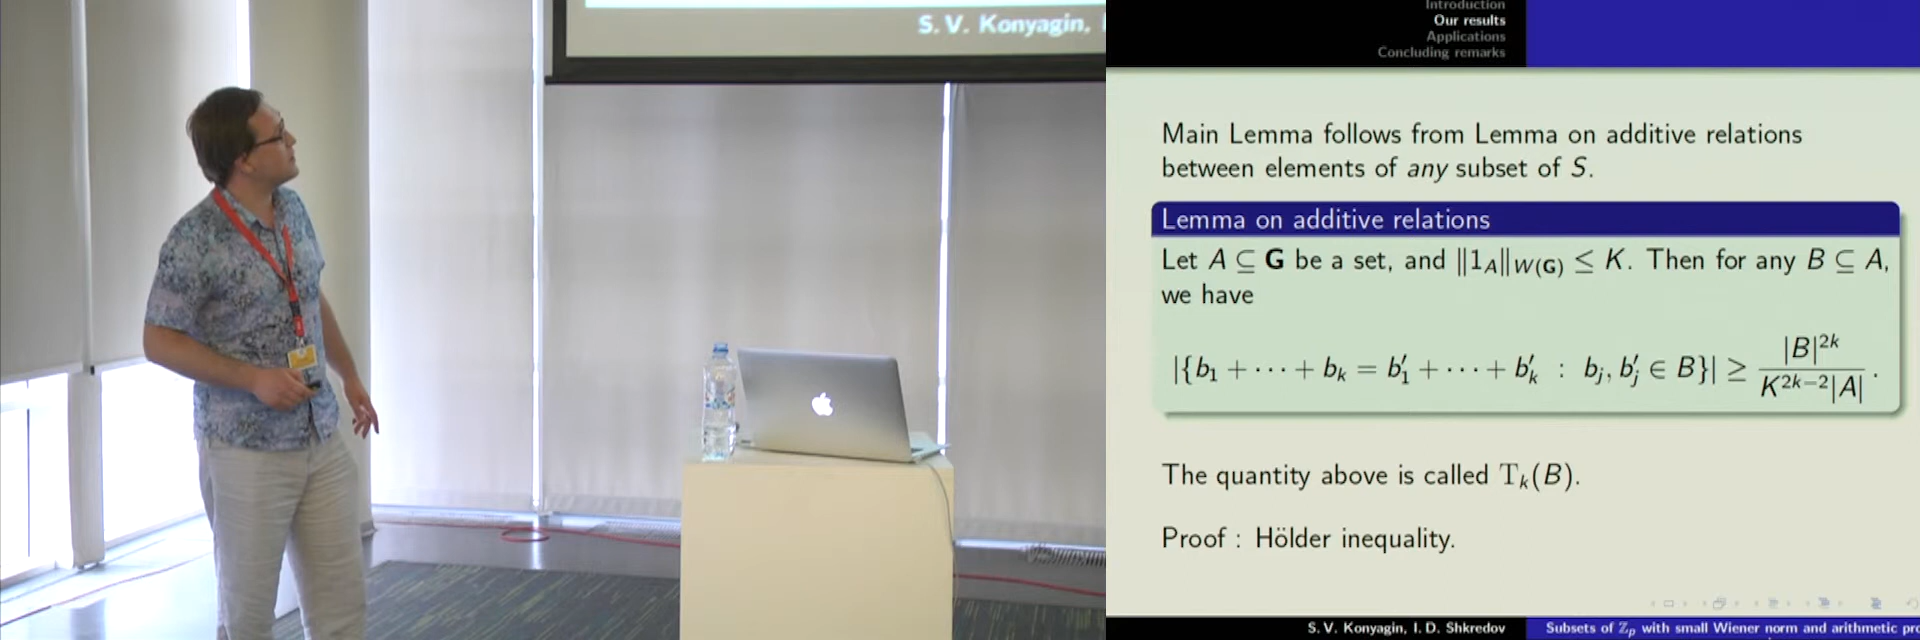 S. V. Konyagin,
Introduction
Our results
Applications
Concluding remarks
Main Lemma follows from Lemma on additive relations
between elements of any subset of S.
Lemma on additive relations
Let A ⊆ G be a set, and ‖1_A‖_{W(G)} ≤ K. Then for any B ⊆ A,
we have
|{b_1 + ⋯ + b_k = b′_1 + ⋯ + b′_k : b_j, b′_j ∈ B}| ≥ |B|^{2k} / K^{2k−2}|A| .
The quantity above is called T_k(B).
Proof : Hölder inequality.
S. V. Konyagin, I. D. Shkredov
Subsets of ℤ_p with small Wiener norm and arithmetic